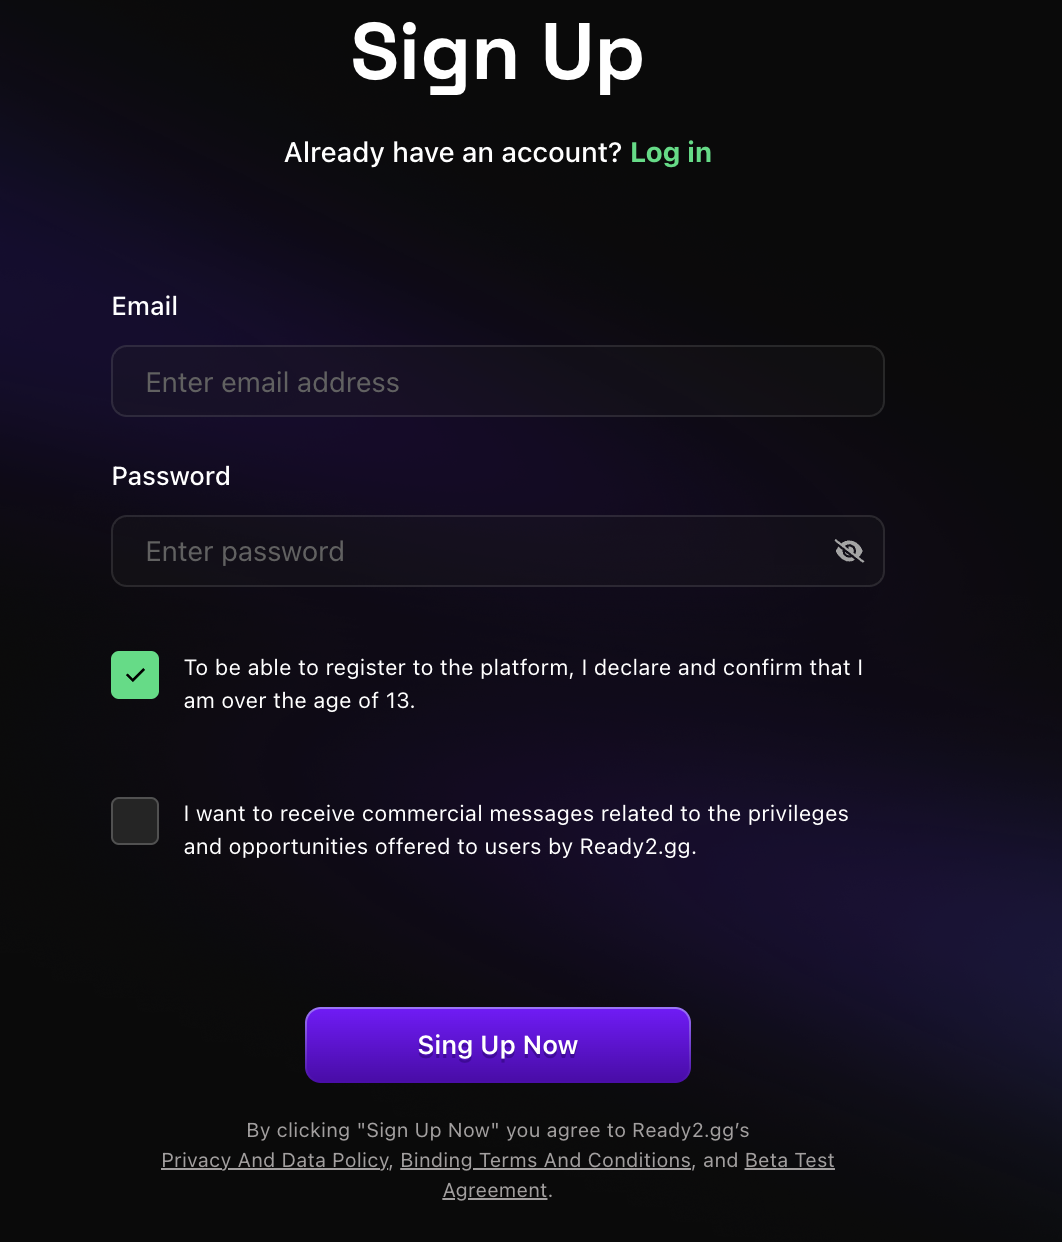 Sign Up
Already have an account? Log in
Email
Enter email address
Password
Enter password
To be able to register to the platform, I declare and confirm that I
am over the age of 13.
I want to receive commercial messages related to the privileges
and opportunities offered to users by Ready2.gg.
Sing Up Now
By clicking "Sign Up Now" you agree to Ready2.gg’s
Privacy And Data Policy, Binding Terms And Conditions, and Beta Test
Agreement.